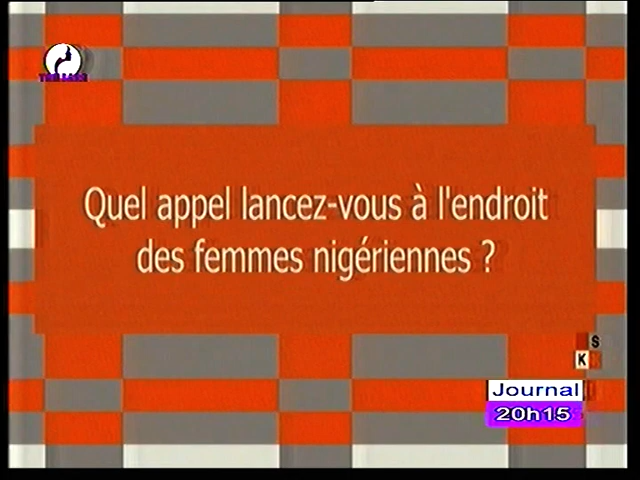 Quel appel lancez-vous à l'endroit
des femmes nigériennes ?
S
K
Journal
20h15